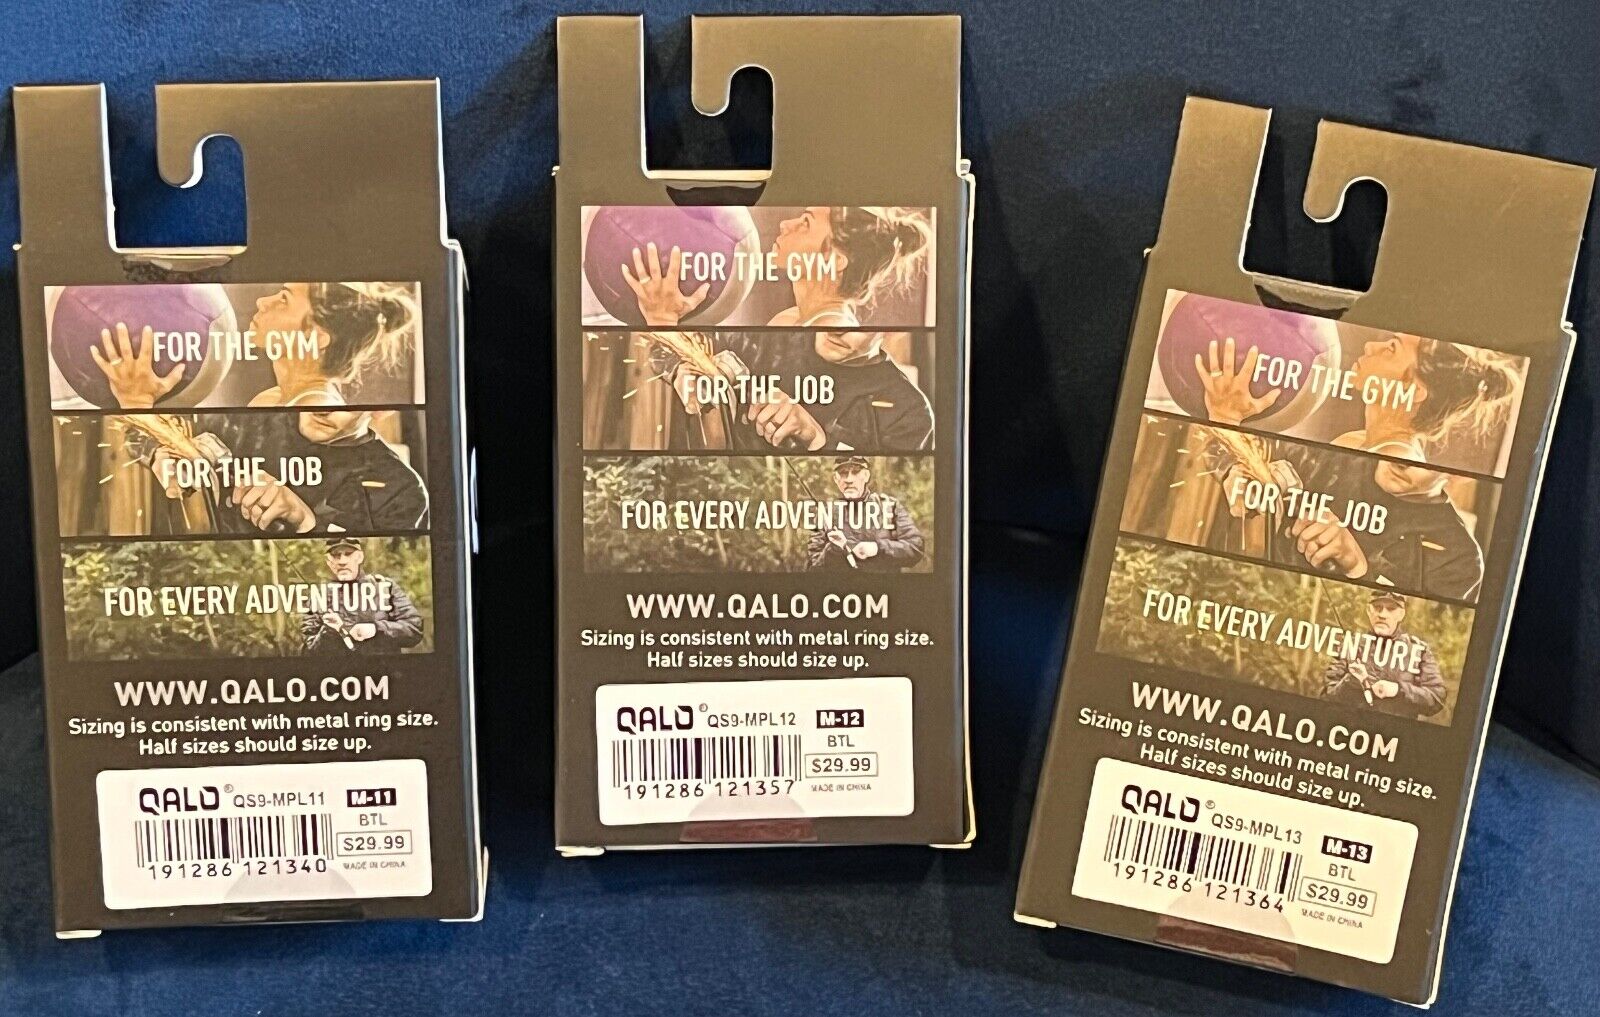 FOR THE GYM
FOR THE JOB
FOR EVERY ADVENTURE
WWW.QALO.COM
Sizing is consistent with metal ring size.
Half sizes should size up.
QALO® QS9-MPL11 M-11
BTL
$29.99
191286 121340 MADE IN CHINA
FOR THE GYM
FOR THE JOB
FOR EVERY ADVENTURE
WWW.QALO.COM
Sizing is consistent with metal ring size.
Half sizes should size up.
QALO® QS9-MPL12 M-12
BTL
$29.99
191286 121357 MADE IN CHINA
FOR THE GYM
FOR THE JOB
FOR EVERY ADVENTURE
WWW.QALO.COM
Sizing is consistent with metal ring size.
Half sizes should size up.
QALO® QS9-MPL13 M-13
BTL
$29.99
191286 121364 MADE IN CHINA